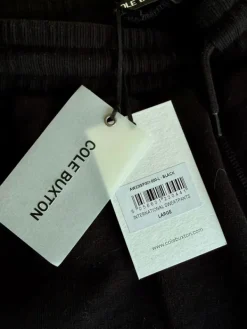 COLE BUXTON
BLACK
INTERNATIONAL SWEATPANTS
LARGE
www.colebuxton.com